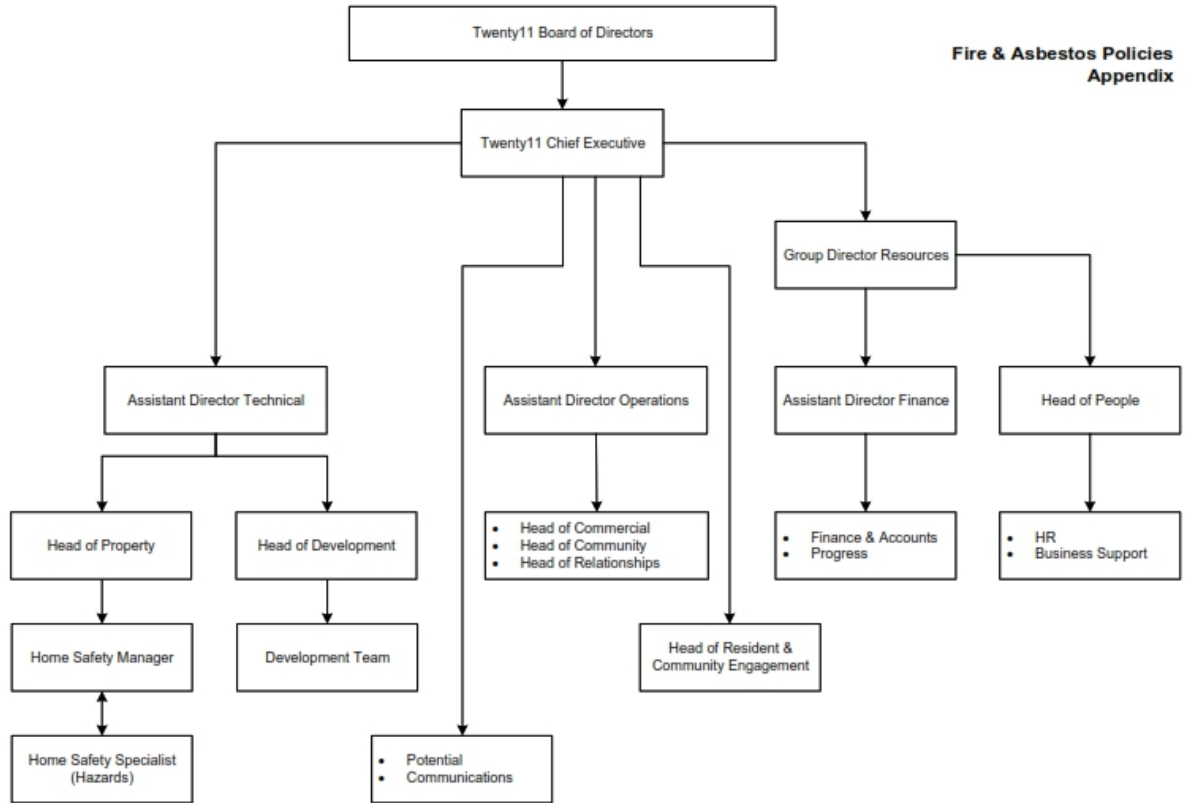 Twenty11 Board of Directors
Fire & Asbestos Policies
Appendix
Twenty11 Chief Executive
Group Director Resources
Assistant Director Technical
Assistant Director Operations
Assistant Director Finance
Head of People
Head of Property
Head of Development
• Head of Commercial
• Head of Community
• Head of Relationships
• Finance & Accounts
• Progress
• HR
• Business Support
Home Safety Manager
Development Team
Head of Resident &
Community Engagement
Home Safety Specialist
(Hazards)
• Potential
• Communications